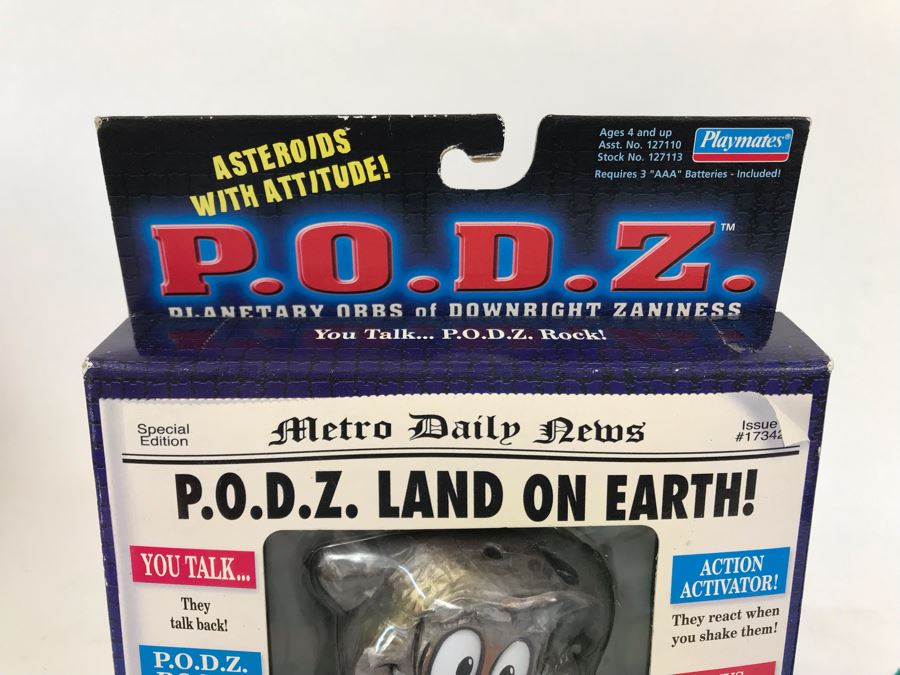 ASTEROIDS
WITH ATTITUDE!
Ages 4 and up
Asst. No. 127110
Stock No. 127113
Playmates®
Requires 3 "AAA" Batteries - Included!
P.O.D.Z.™
PLANETARY ORBS of DOWNRIGHT ZANINESS
You Talk... P.O.D.Z. Rock!
Special
Edition
Metro Daily News
Issue
#17342
P.O.D.Z. LAND ON EARTH!
YOU TALK...
They
talk back!
P.O.D.Z.
ACTION
ACTIVATOR!
They react when
you shake them!